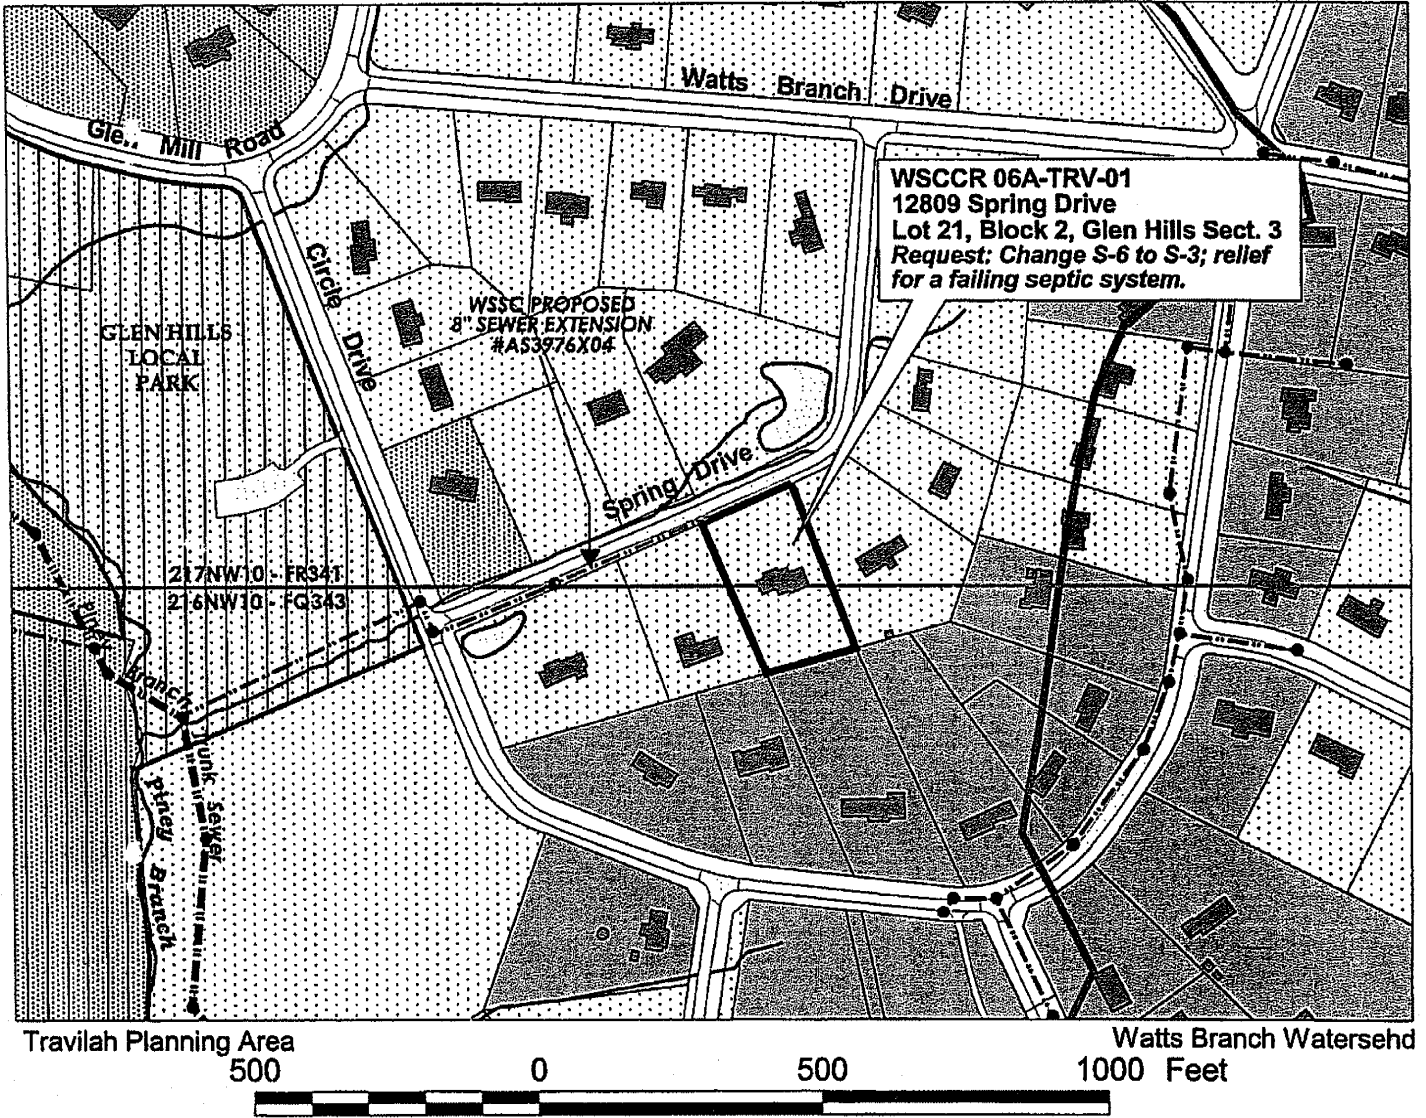 Watts Branch Drive
Glen Mill Road
WSCCR 06A-TRV-01
12809 Spring Drive
Lot 21, Block 2, Glen Hills Sect. 3
Request: Change S-6 to S-3; relief
for a failing septic system.
Circle Drive
WSSC PROPOSED
8" SEWER EXTENSION
#AS3976X04
GLEN HILLS
LOCAL
PARK
Spring Drive
217NW10 - FR341
216NW10 - FQ343
Piney Branch Trunk Sewer
Piney Branch
Travilah Planning Area
Watts Branch Watersehd
500 0 500 1000 Feet